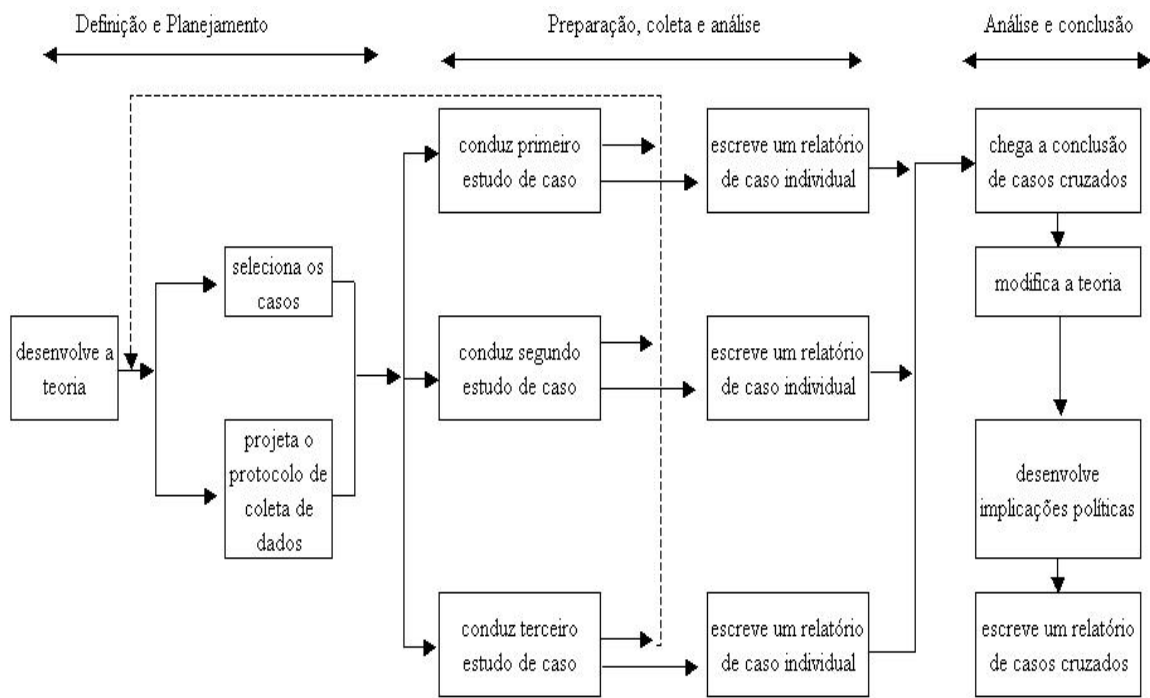 Definição e Planejamento
Preparação, coleta e análise
Análise e conclusão
desenvolve a
teoria
seleciona os
casos
projeta o
protocolo de
coleta de
dados
conduz primeiro
estudo de caso
escreve um relatório
de caso individual
conduz segundo
estudo de caso
escreve um relatório
de caso individual
conduz terceiro
estudo de caso
escreve um relatório
de caso individual
chega a conclusão
de casos cruzados
modifica a teoria
desenvolve
implicações políticas
escreve um relatório
de casos cruzados